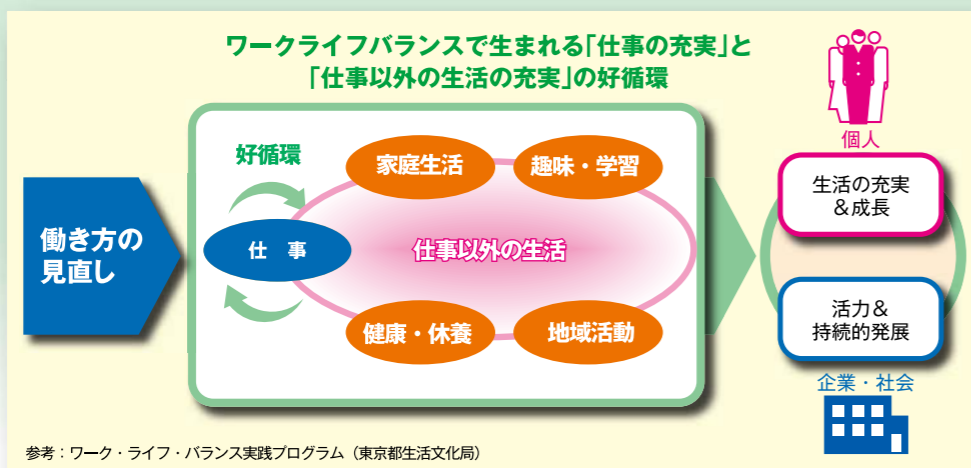 ワークライフバランスで生まれる「仕事の充実」と
「仕事以外の生活の充実」の好循環
働き方の
見直し
好循環
家庭生活
趣味・学習
仕 事
仕事以外の生活
健康・休養
地域活動
個人
生活の充実
＆成長
活力＆
持続的発展
企業・社会
参考：ワーク・ライフ・バランス実践プログラム（東京都生活文化局）